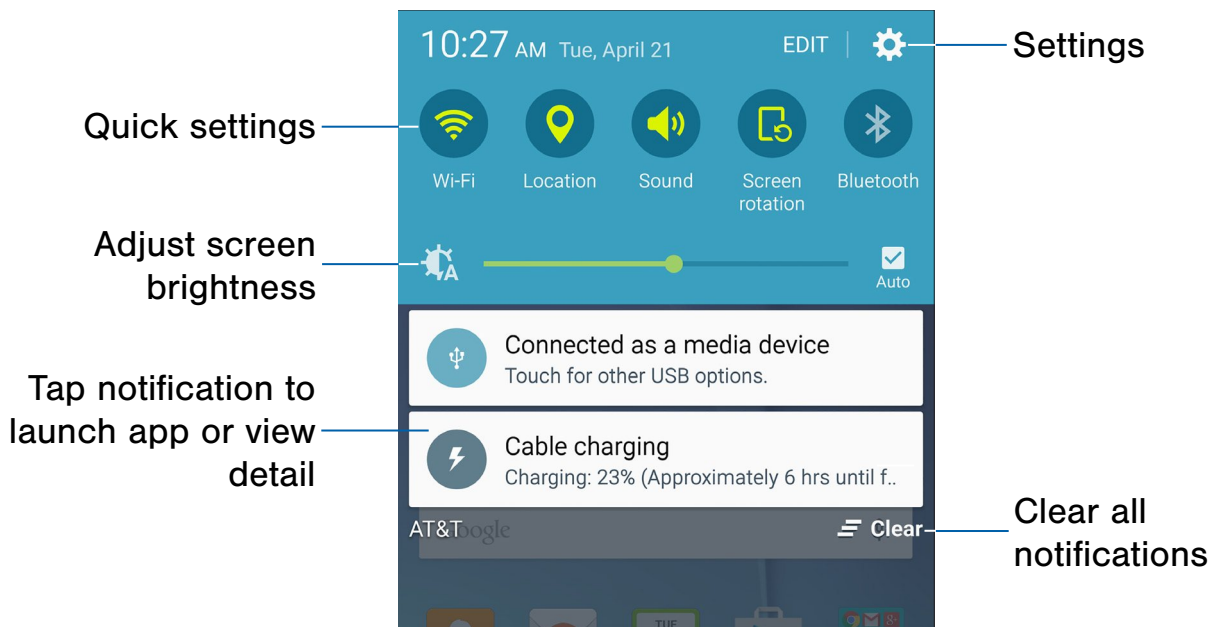 10:27 AM Tue, April 21 EDIT
Settings
Quick settings
Wi-Fi Location Sound Screen rotation Bluetooth
Adjust screen
brightness
A
Auto
Connected as a media device
Touch for other USB options.
Tap notification to
launch app or view
detail
Cable charging
Charging: 23% (Approximately 6 hrs until f..
AT&T Google Clear
Clear all
notifications
TUE